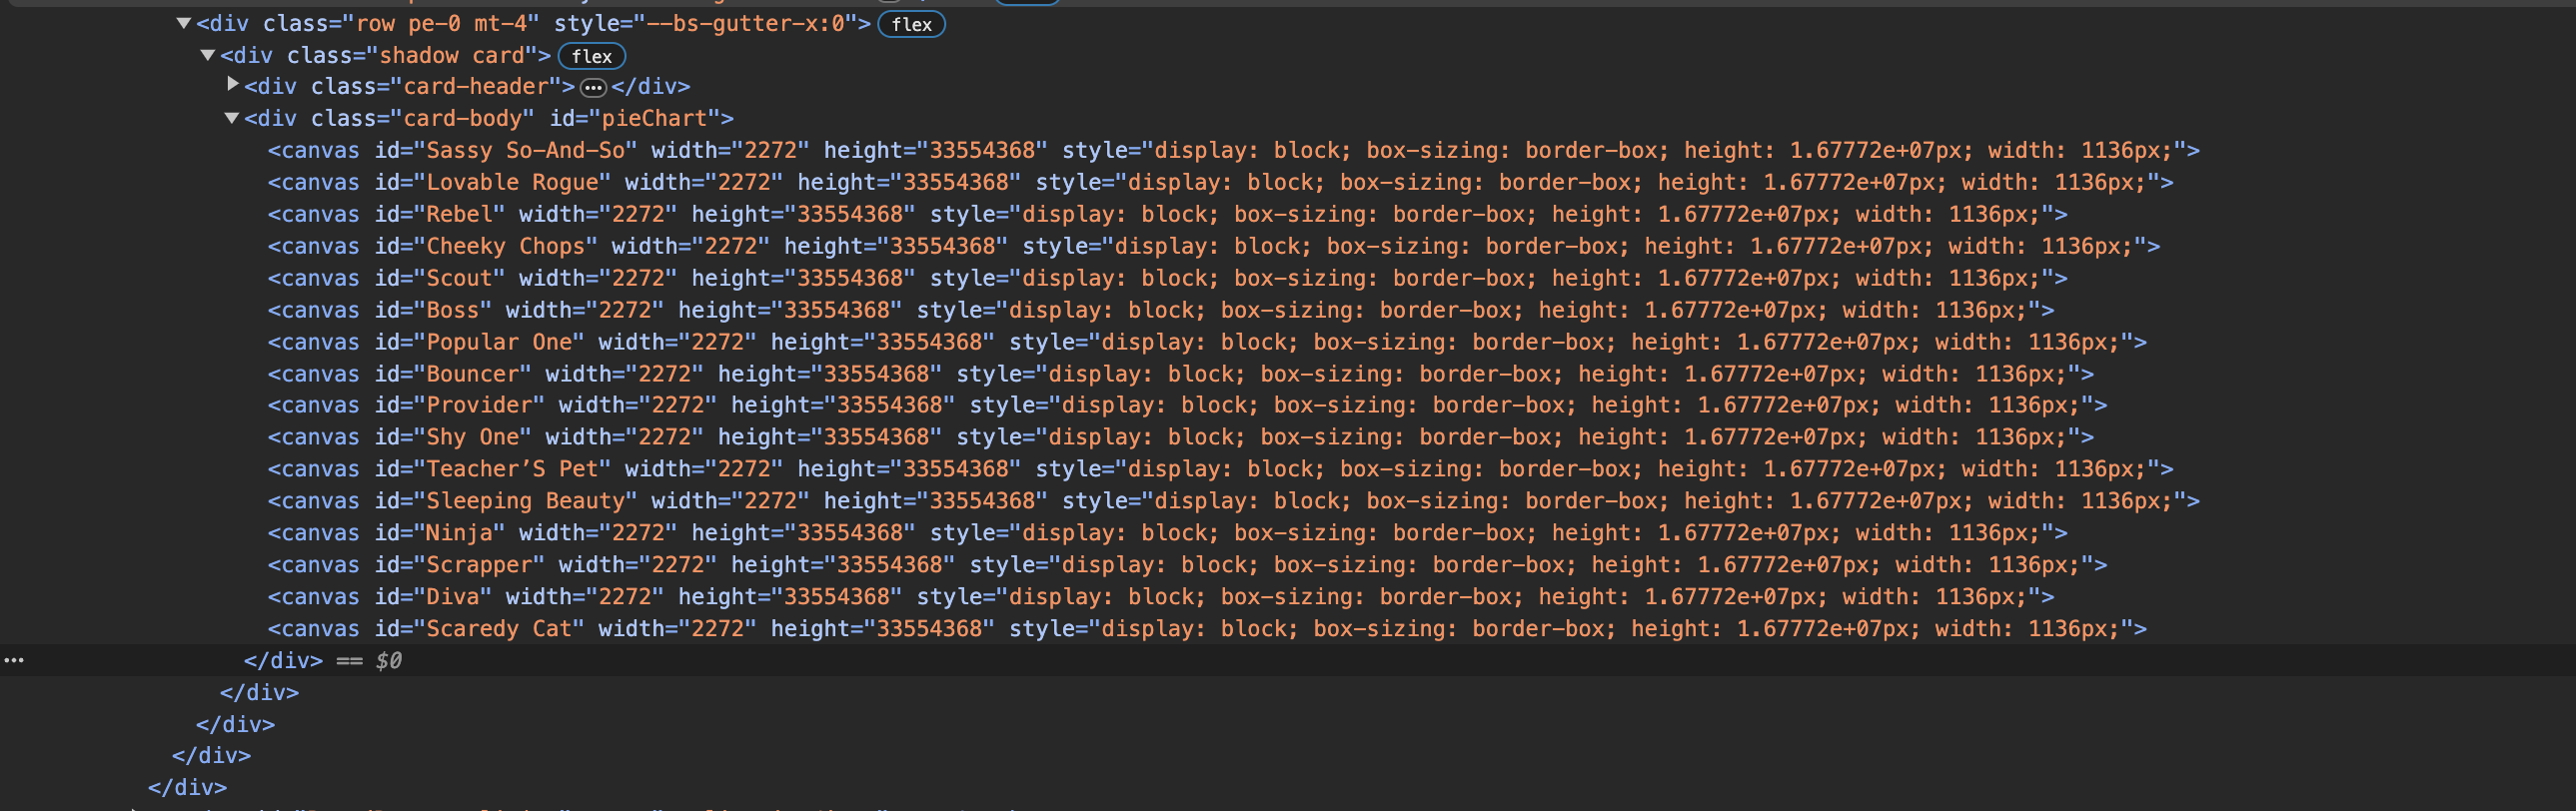 <div class="row pe-0 mt-4" style="--bs-gutter-x:0"> flex
<div class="shadow card"> flex
<div class="card-header"> ••• </div>
<div class="card-body" id="pieChart">
<canvas id="Sassy So-And-So" width="2272" height="33554368" style="display: block; box-sizing: border-box; height: 1.67772e+07px; width: 1136px;">
<canvas id="Lovable Rogue" width="2272" height="33554368" style="display: block; box-sizing: border-box; height: 1.67772e+07px; width: 1136px;">
<canvas id="Rebel" width="2272" height="33554368" style="display: block; box-sizing: border-box; height: 1.67772e+07px; width: 1136px;">
<canvas id="Cheeky Chops" width="2272" height="33554368" style="display: block; box-sizing: border-box; height: 1.67772e+07px; width: 1136px;">
<canvas id="Scout" width="2272" height="33554368" style="display: block; box-sizing: border-box; height: 1.67772e+07px; width: 1136px;">
<canvas id="Boss" width="2272" height="33554368" style="display: block; box-sizing: border-box; height: 1.67772e+07px; width: 1136px;">
<canvas id="Popular One" width="2272" height="33554368" style="display: block; box-sizing: border-box; height: 1.67772e+07px; width: 1136px;">
<canvas id="Bouncer" width="2272" height="33554368" style="display: block; box-sizing: border-box; height: 1.67772e+07px; width: 1136px;">
<canvas id="Provider" width="2272" height="33554368" style="display: block; box-sizing: border-box; height: 1.67772e+07px; width: 1136px;">
<canvas id="Shy One" width="2272" height="33554368" style="display: block; box-sizing: border-box; height: 1.67772e+07px; width: 1136px;">
<canvas id="Teacher’S Pet" width="2272" height="33554368" style="display: block; box-sizing: border-box; height: 1.67772e+07px; width: 1136px;">
<canvas id="Sleeping Beauty" width="2272" height="33554368" style="display: block; box-sizing: border-box; height: 1.67772e+07px; width: 1136px;">
<canvas id="Ninja" width="2272" height="33554368" style="display: block; box-sizing: border-box; height: 1.67772e+07px; width: 1136px;">
<canvas id="Scrapper" width="2272" height="33554368" style="display: block; box-sizing: border-box; height: 1.67772e+07px; width: 1136px;">
<canvas id="Diva" width="2272" height="33554368" style="display: block; box-sizing: border-box; height: 1.67772e+07px; width: 1136px;">
<canvas id="Scaredy Cat" width="2272" height="33554368" style="display: block; box-sizing: border-box; height: 1.67772e+07px; width: 1136px;">
••• </div> == $0
</div>
</div>
</div>
</div>